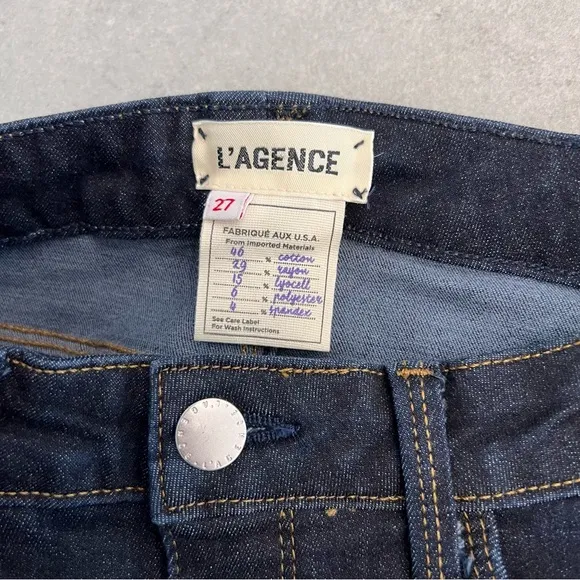 L'AGENCE
27
FABRIQUÉ AUX U.S.A.
From Imported Materials
46 % cotton
29 % rayon
15 % lyocell
6 % polyester
4 % spandex
See Care Label
For Wash Instructions